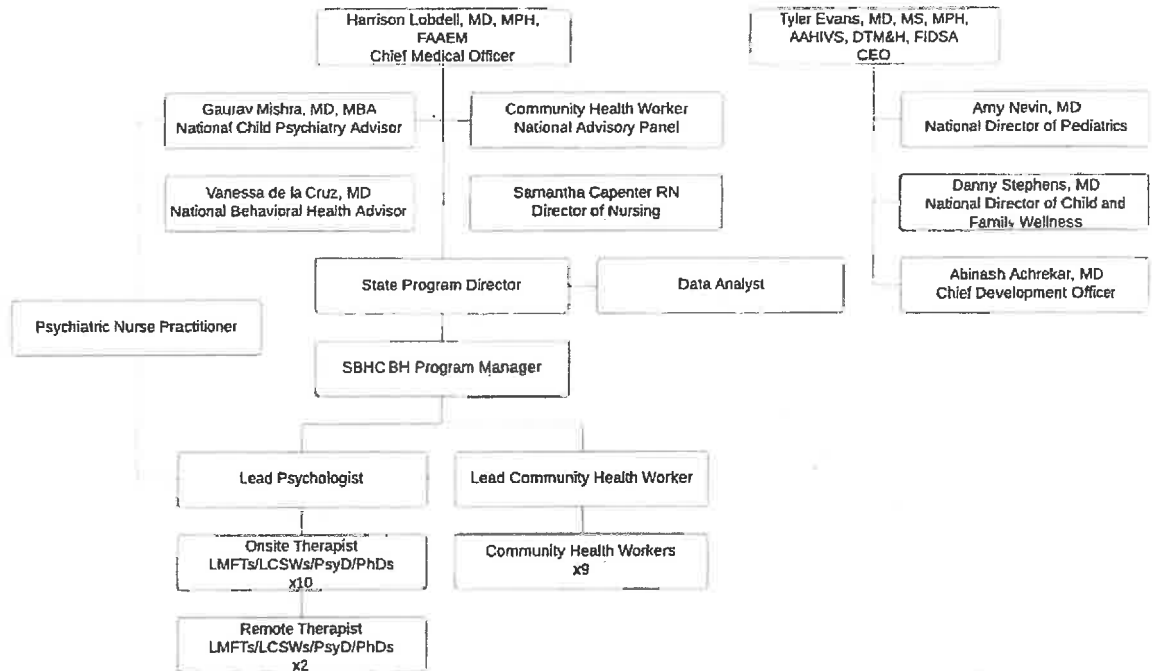 Harrison Lobdell, MD, MPH,
FAAEM
Chief Medical Officer
Tyler Evans, MD, MS, MPH,
AAHIVS, DTM&H, FIDSA
CEO
Gaurav Mishra, MD, MBA
National Child Psychiatry Advisor
Community Health Worker
National Advisory Panel
Amy Nevin, MD
National Director of Pediatrics
Vanessa de la Cruz, MD
National Behavioral Health Advisor
Samantha Capenter RN
Director of Nursing
Danny Stephens, MD
National Director of Child and
Family Wellness
State Program Director
Data Analyst
Abinash Achrekar, MD
Chief Development Officer
Psychiatric Nurse Practitioner
SBHC BH Program Manager
Lead Psychologist
Lead Community Health Worker
Onsite Therapist
LMFTs/LCSWs/PsyD/PhDs
x10
Community Health Workers
x9
Remote Therapist
LMFTs/LCSWs/PsyD/PhDs
x2